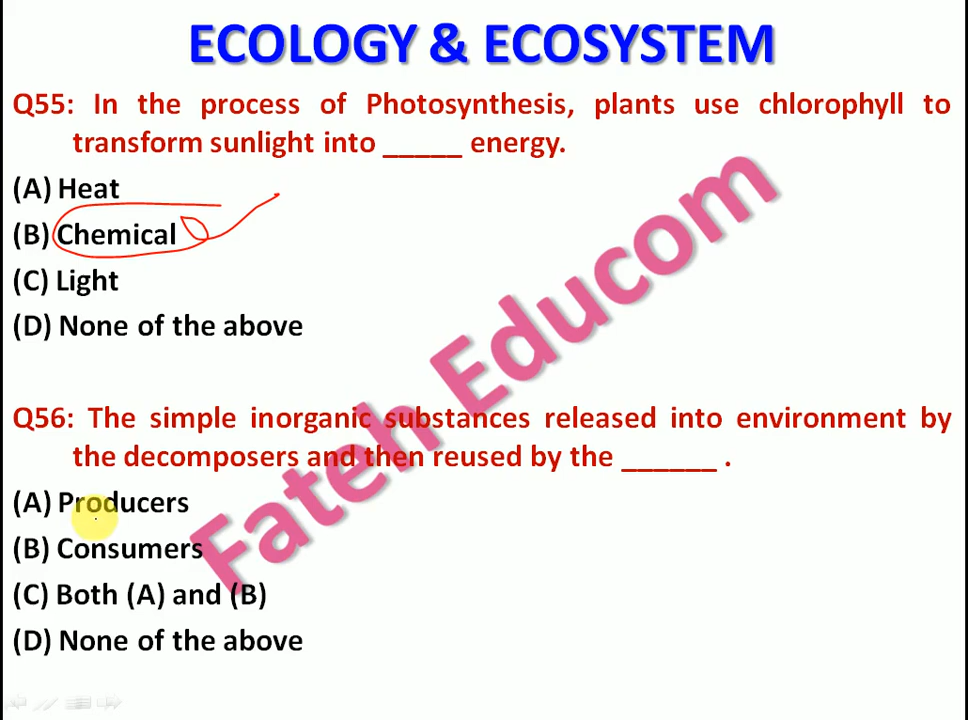 ECOLOGY & ECOSYSTEM
Q55: In the process of Photosynthesis, plants use chlorophyll to
transform sunlight into _____ energy.
(A) Heat
(B) Chemical
(C) Light
(D) None of the above
Q56: The simple inorganic substances released into environment by
the decomposers and then reused by the ______ .
(A) Producers
(B) Consumers
(C) Both (A) and (B)
(D) None of the above
Fateh Educom